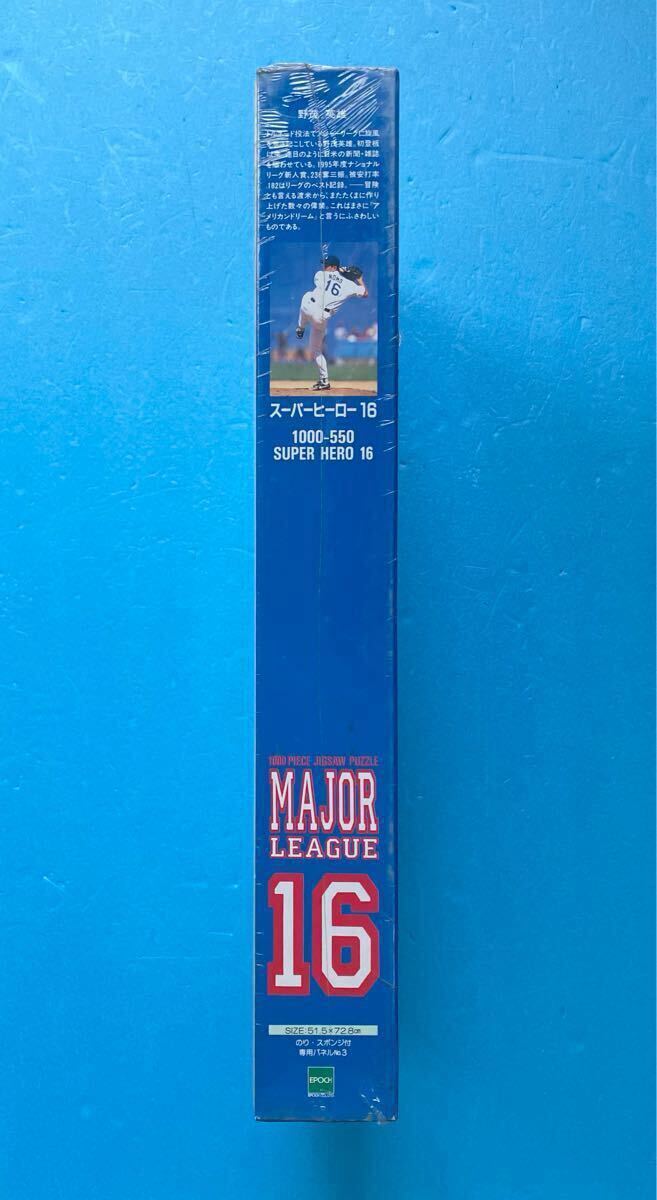 野茂 英雄
トルネード投法でメジャーリーグに旋風
を巻き起こしている野茂英雄。初登板
以来、連日のように日米の新聞・雑誌
を賑わせている。1995年度ナショナル
リーグ新人賞、236奪三振。被安打率
.182はリーグのベスト記録。──冒険
とも言える渡米から、またたくまに作り
上げた数々の偉業。これはまさに「ア
メリカンドリーム」と言うにふさわしい
ものである。
NOMO
16
スーパーヒーロー16
1000-550
SUPER HERO 16
1000 PIECE JIGSAW PUZZLE
MAJOR
LEAGUE
16
SIZE:51.5×72.8cm
のり・スポンジ付
専用パネルNo.3
EPOCH
EPOCH CO.,LTD.